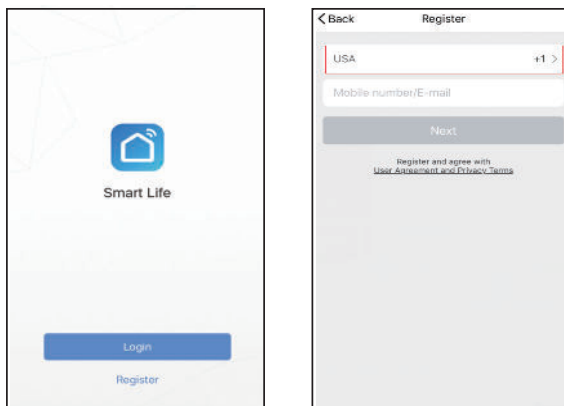 Smart Life
Login
Register
Back Register
USA +1
Mobile number/E-mail
Next
Register and agree with
User Agreement and Privacy Terms